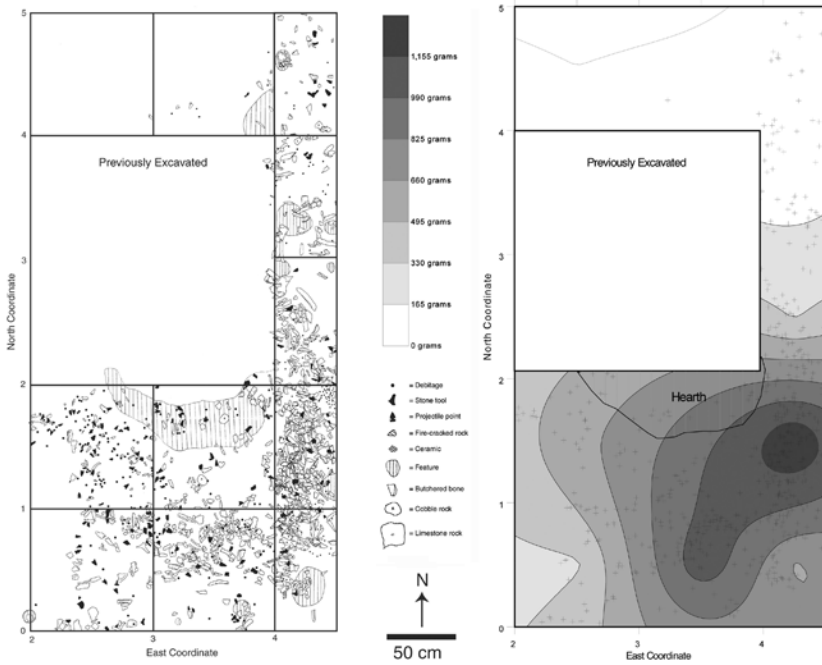 5
4
3
2
1
0
North Coordinate
Previously Excavated
2
3
4
East Coordinate
1,155 grams
990 grams
825 grams
660 grams
495 grams
330 grams
165 grams
0 grams
= Debitage
= Stone tool
= Projectile point
= Fire-cracked rock
= Ceramic
= Feature
= Butchered bone
= Cobble rock
= Limestone rock
N
50 cm
5
4
3
2
1
0
North Coordinate
Previously Excavated
Hearth
2
3
4
East Coordinate